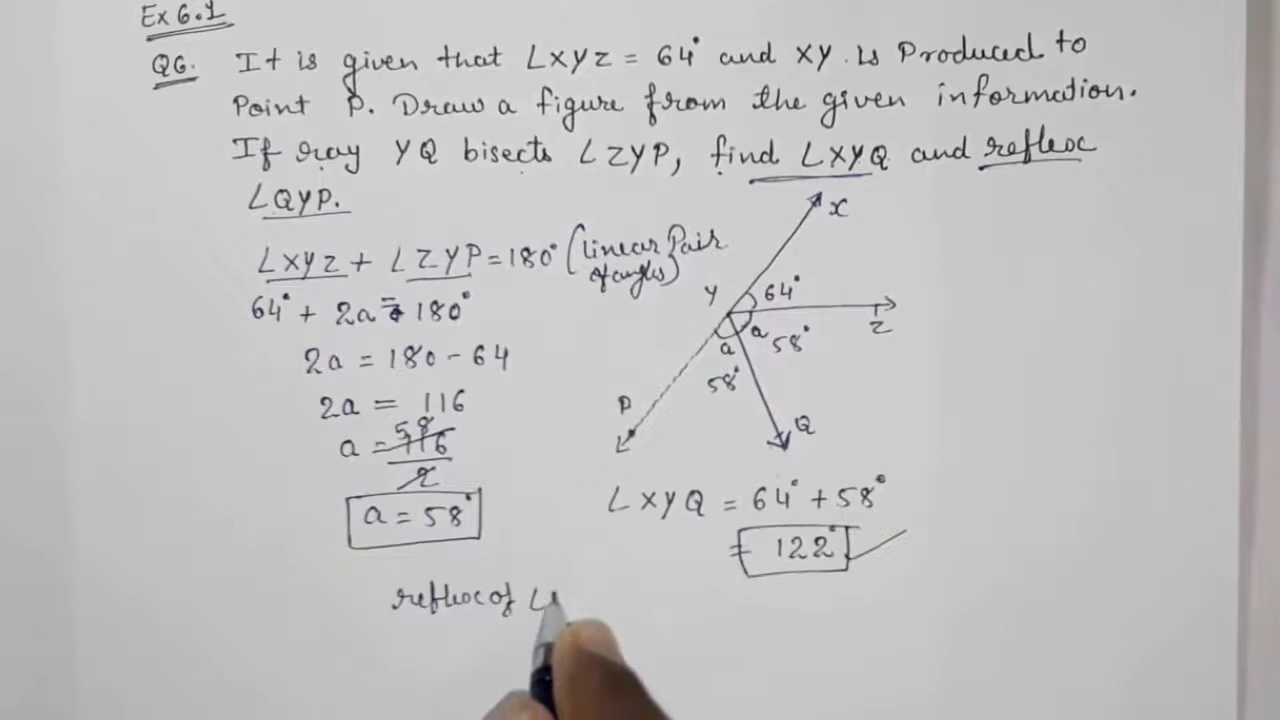 Ex 6.1
Q6. It is given that ∠XYZ = 64° and XY is Produced to
Point P. Draw a figure from the given information.
If ray YQ bisects ∠ZYP, find ∠XYQ and reflex
∠QYP.
∠XYZ + ∠ZYP = 180° (linear Pair
of angles)
64° + 2a = 180°
2a = 180 - 64
2a = 116
58
a = 116
2
a = 58°
X
Y
64°
Z
a
58°
a
58°
P
Q
∠XYQ = 64° + 58°
= 122°
reflex of ∠